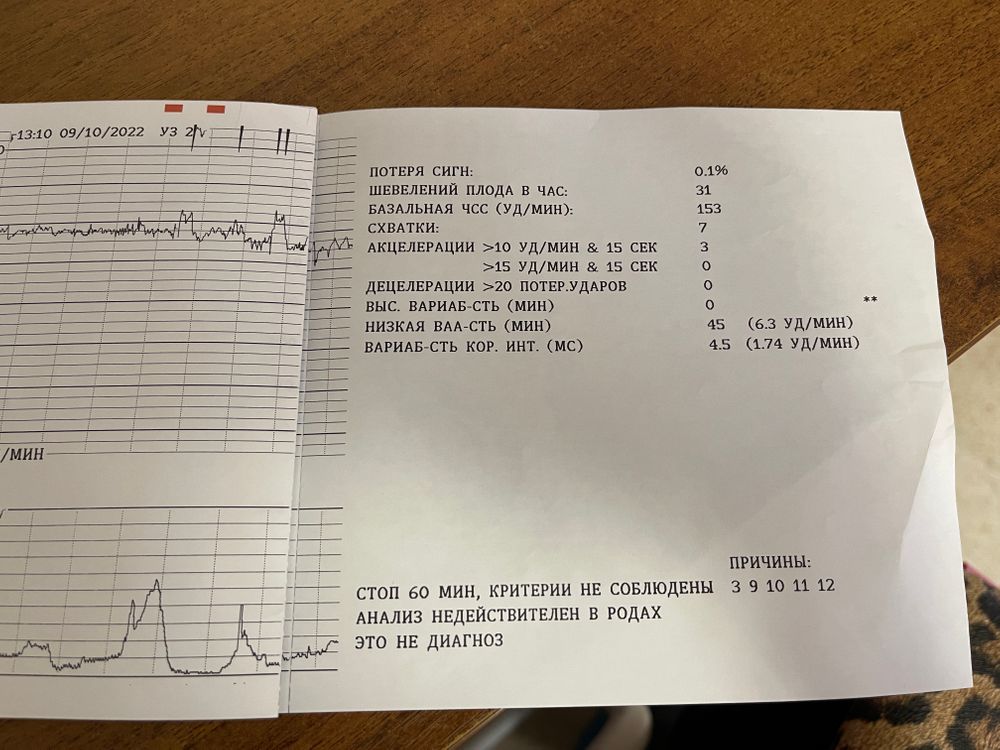 13:10 09/10/2022 УЗ 2
/МИН
ПОТЕРЯ СИГН: 0.1%
ШЕВЕЛЕНИЙ ПЛОДА В ЧАС: 31
БАЗАЛЬНАЯ ЧСС (УД/МИН): 153
СХВАТКИ: 7
АКЦЕЛЕРАЦИИ >10 УД/МИН & 15 СЕК 3
>15 УД/МИН & 15 СЕК 0
ДЕЦЕЛЕРАЦИИ >20 ПОТЕР.УДАРОВ 0
ВЫС. ВАРИАБ-СТЬ (МИН) 0 **
НИЗКАЯ ВАА-СТЬ (МИН) 45 (6.3 УД/МИН)
ВАРИАБ-СТЬ КОР. ИНТ. (МС) 4.5 (1.74 УД/МИН)
ПРИЧИНЫ:
СТОП 60 МИН, КРИТЕРИИ НЕ СОБЛЮДЕНЫ 3 9 10 11 12
АНАЛИЗ НЕДЕЙСТВИТЕЛЕН В РОДАХ
ЭТО НЕ ДИАГНОЗ